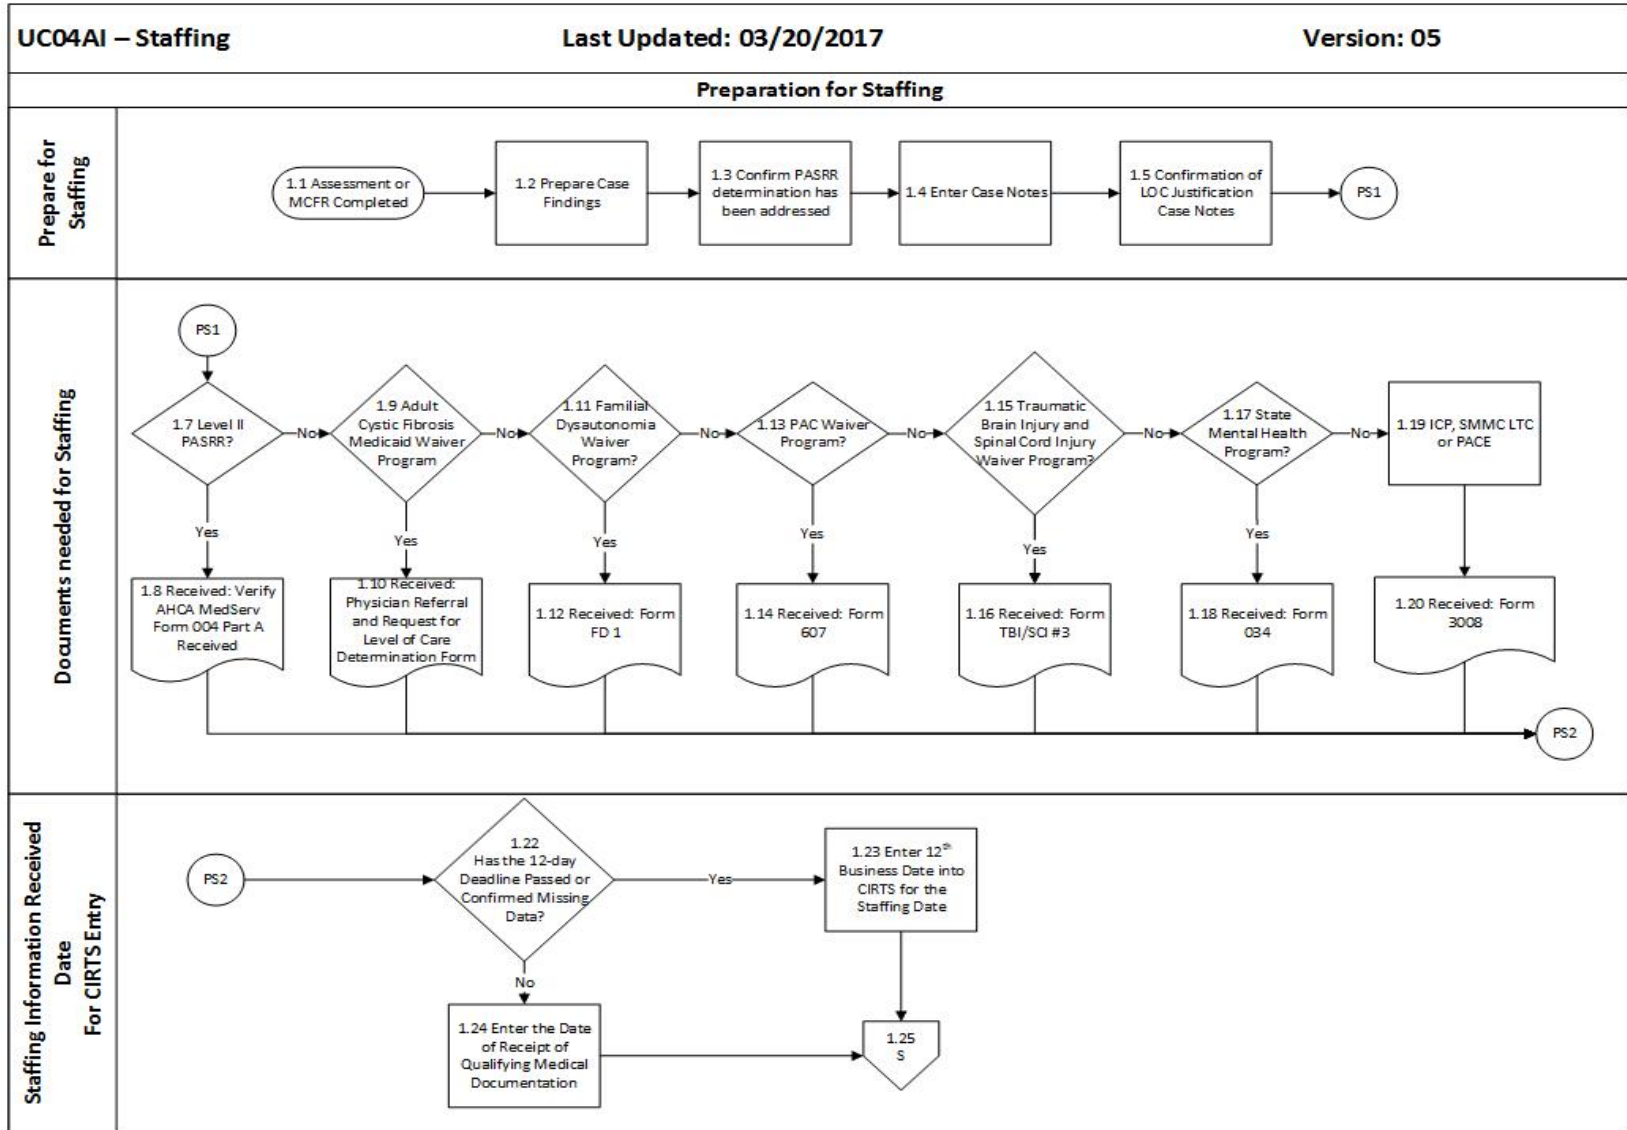 UC04AI – Staffing Last Updated: 03/20/2017 Version: 05
Preparation for Staffing
Prepare for
Staffing
1.1 Assessment or
MCFR Completed
1.2 Prepare Case
Findings
1.3 Confirm PASRR
determination has
been addressed
1.4 Enter Case Notes
1.5 Confirmation of
LOC Justification
Case Notes
PS1
Documents needed for Staffing
PS1
1.7 Level II
PASRR?
No
1.9 Adult
Cystic Fibrosis
Medicaid Waiver
Program
No
1.11 Familial
Dysautonomia
Waiver
Program?
No
1.13 PAC Waiver
Program?
No
1.15 Traumatic
Brain Injury and
Spinal Cord Injury
Waiver Program?
No
1.17 State
Mental Health
Program?
No
1.19 ICP, SMMC LTC
or PACE
Yes
Yes
Yes
Yes
Yes
Yes
1.8 Received: Verify
AHCA MedServ
Form 004 Part A
Received
1.10 Received:
Physician Referral
and Request for
Level of Care
Determination Form
1.12 Received: Form
FD 1
1.14 Received: Form
607
1.16 Received: Form
TBI/SCI #3
1.18 Received: Form
034
1.20 Received: Form
3008
PS2
Staffing Information Received
Date
For CIRTS Entry
PS2
1.22
Has the 12-day
Deadline Passed or
Confirmed Missing
Data?
Yes
1.23 Enter 12th
Business Date into
CIRTS for the
Staffing Date
No
1.24 Enter the Date
of Receipt of
Qualifying Medical
Documentation
1.25
S